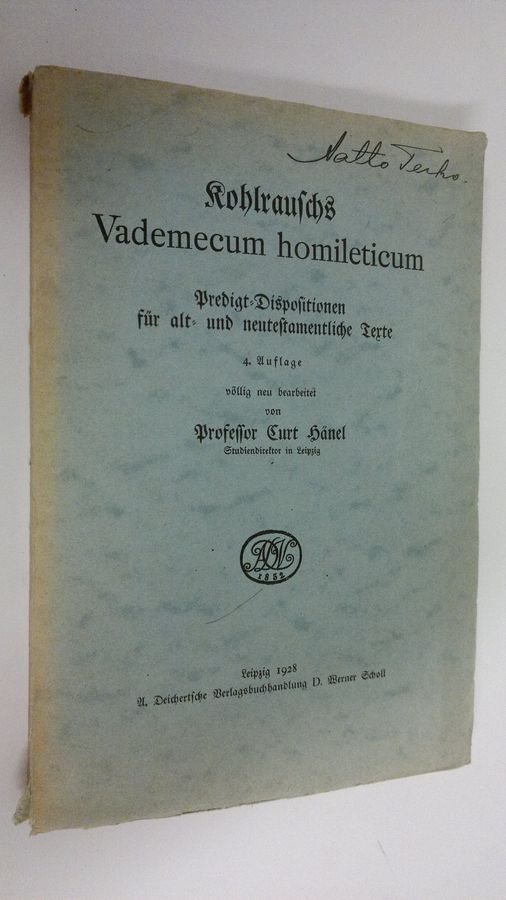 Aatto Terho.
Kohlrauschs
Vademecum homileticum
Predigt-Dispositionen
für alt- und neutestamentliche Texte
4. Auflage
völlig neu bearbeitet
von
Professor Curt Hänel
Studiendirektor in Leipzig
1852
Leipzig 1928
A. Deichertsche Verlagsbuchhandlung D. Werner Scholl